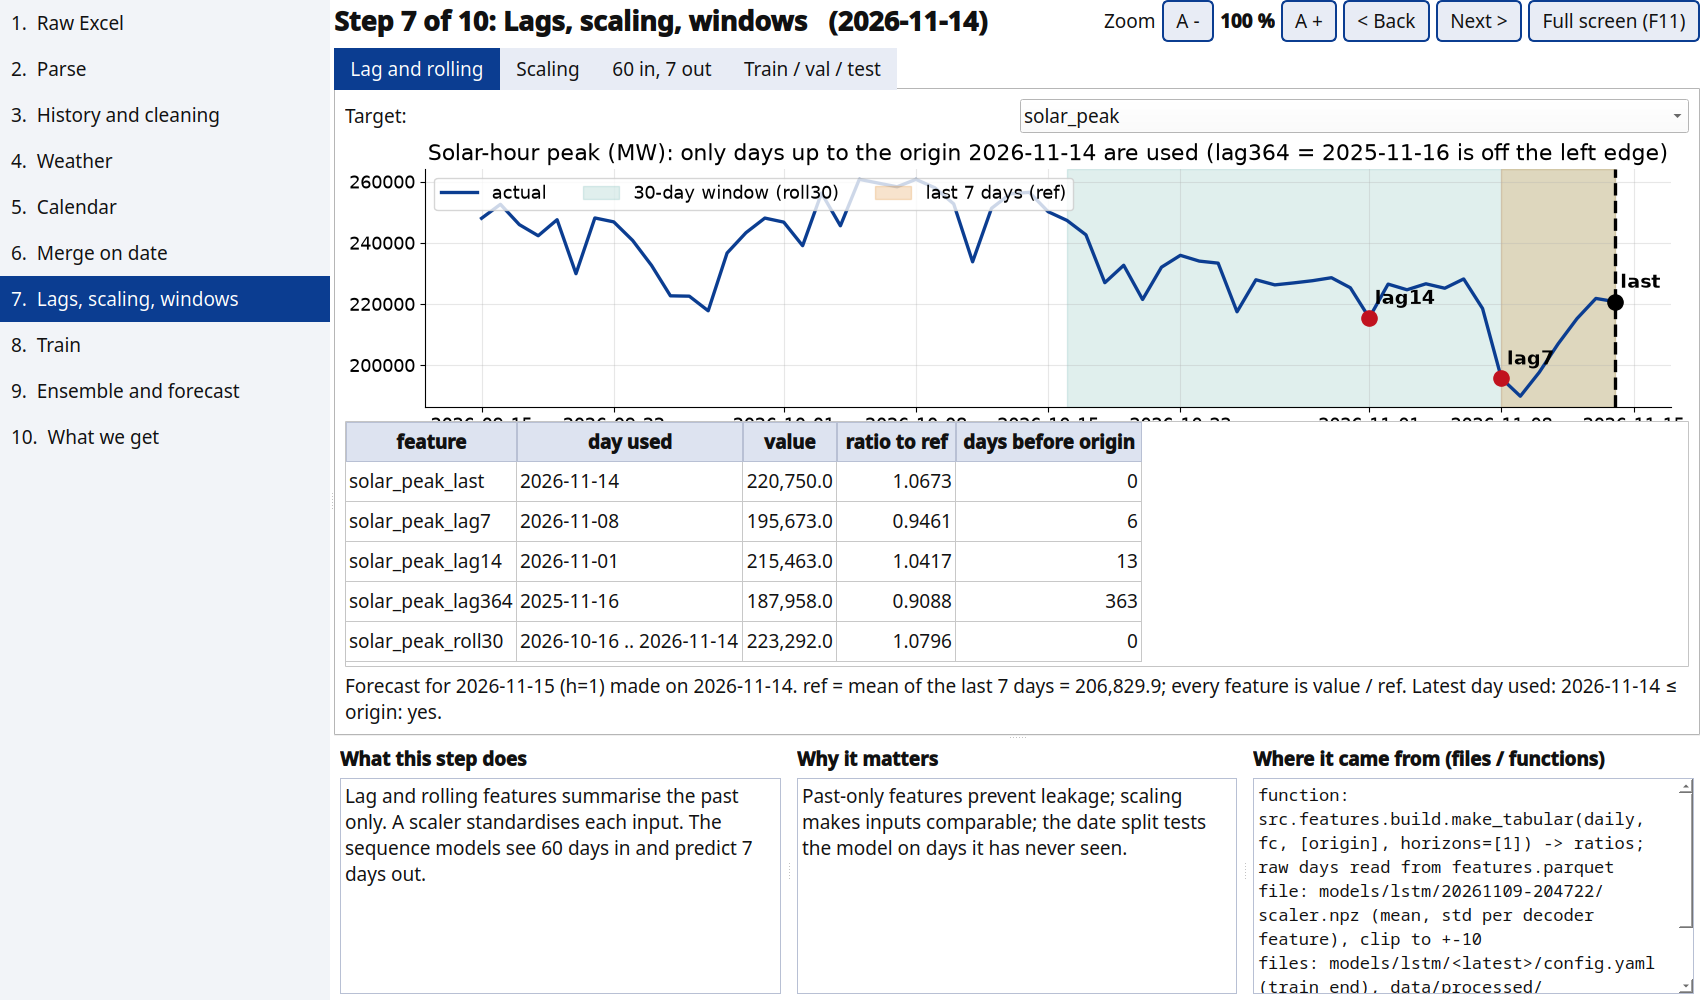 1. Raw Excel
2. Parse
3. History and cleaning
4. Weather
5. Calendar
6. Merge on date
7. Lags, scaling, windows
8. Train
9. Ensemble and forecast
10. What we get
Step 7 of 10: Lags, scaling, windows (2026-11-14)
Zoom A - 100 % A + < Back Next > Full screen (F11)
Lag and rolling Scaling 60 in, 7 out Train / val / test
Target: solar_peak
Solar-hour peak (MW): only days up to the origin 2026-11-14 are used (lag364 = 2025-11-16 is off the left edge)
actual 30-day window (roll30) last 7 days (ref)
260000
240000
220000
200000
last
lag14
lag7
feature day used value ratio to ref days before origin
solar_peak_last 2026-11-14 220,750.0 1.0673 0
solar_peak_lag7 2026-11-08 195,673.0 0.9461 6
solar_peak_lag14 2026-11-01 215,463.0 1.0417 13
solar_peak_lag364 2025-11-16 187,958.0 0.9088 363
solar_peak_roll30 2026-10-16 .. 2026-11-14 223,292.0 1.0796 0
Forecast for 2026-11-15 (h=1) made on 2026-11-14. ref = mean of the last 7 days = 206,829.9; every feature is value / ref. Latest day used: 2026-11-14 ≤
origin: yes.
What this step does
Lag and rolling features summarise the past
only. A scaler standardises each input. The
sequence models see 60 days in and predict 7
days out.
Why it matters
Past-only features prevent leakage; scaling
makes inputs comparable; the date split tests
the model on days it has never seen.
Where it came from (files / functions)
function:
src.features.build.make_tabular(daily,
fc, [origin], horizons=[1]) -> ratios;
raw days read from features.parquet
file: models/lstm/20261109-204722/
scaler.npz (mean, std per decoder
feature), clip to +-10
files: models/lstm/<latest>/config.yaml
(train end), data/processed/